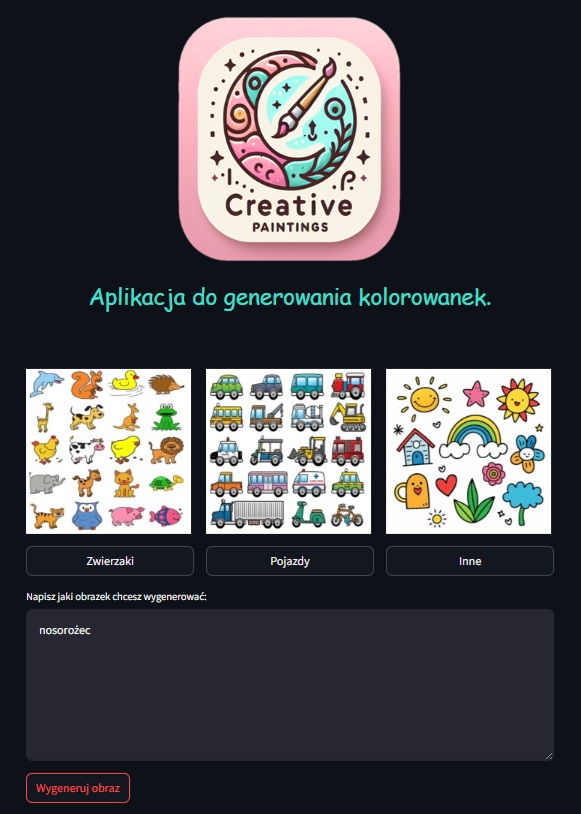 Creative
PAINTINGS
Aplikacja do generowania kolorowanek.
Zwierzaki
Pojazdy
Inne
Napisz jaki obrazek chcesz wygenerować:
nosorożec
Wygeneruj obraz